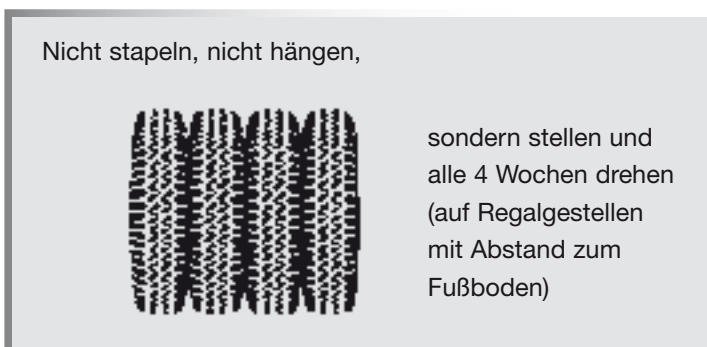 Nicht stapeln, nicht hängen,
sondern stellen und
alle 4 Wochen drehen
(auf Regalgestellen
mit Abstand zum
Fußboden)